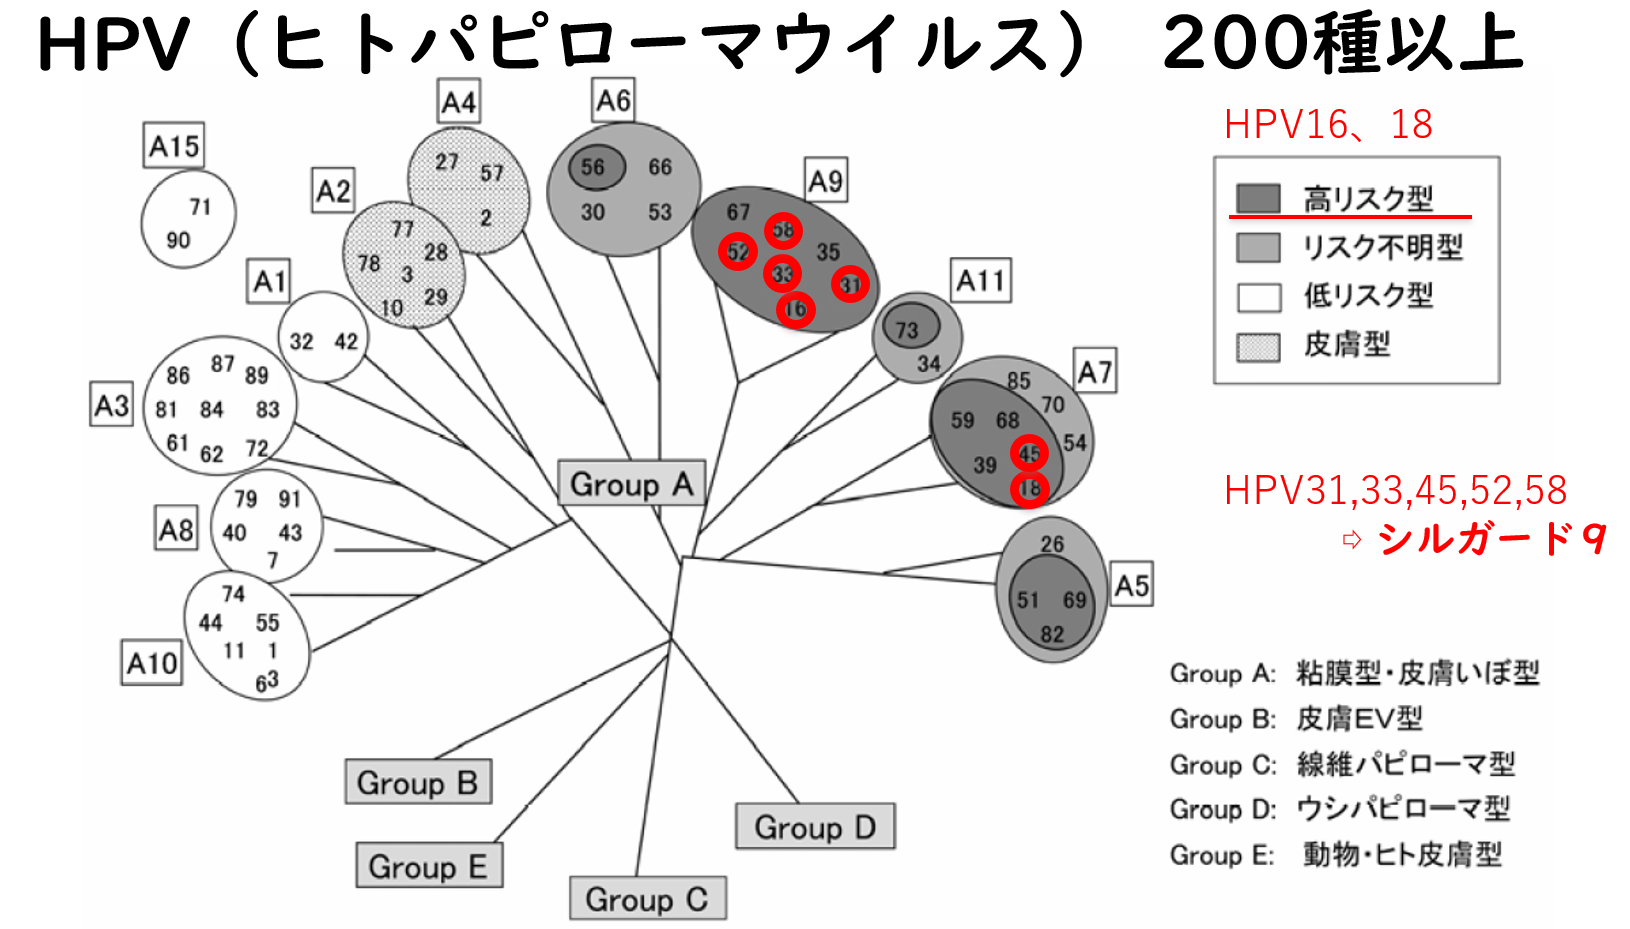 HPV（ヒトパピローマウイルス） 200種以上
HPV16、18
高リスク型
リスク不明型
低リスク型
皮膚型
A15
71
90
A4
27 57
2
A2
77
78 28
3
10 29
A6
56 66
30 53
A9
67 58
52 35
33 31
16
A1
32 42
A11
73
34
A3
86 87 89
81 84 83
61 62 72
A7
85
59 68 70
45 54
39
18
Group A
A8
79 91
40 43
7
A10
74
44 55
11 1
63
A5
26
51 69
82
HPV31,33,45,52,58
⇨ シルガード９
Group B
Group E
Group C
Group D
Group A: 粘膜型・皮膚いぼ型
Group B: 皮膚EV型
Group C: 線維パピローマ型
Group D: ウシパピローマ型
Group E: 動物・ヒト皮膚型